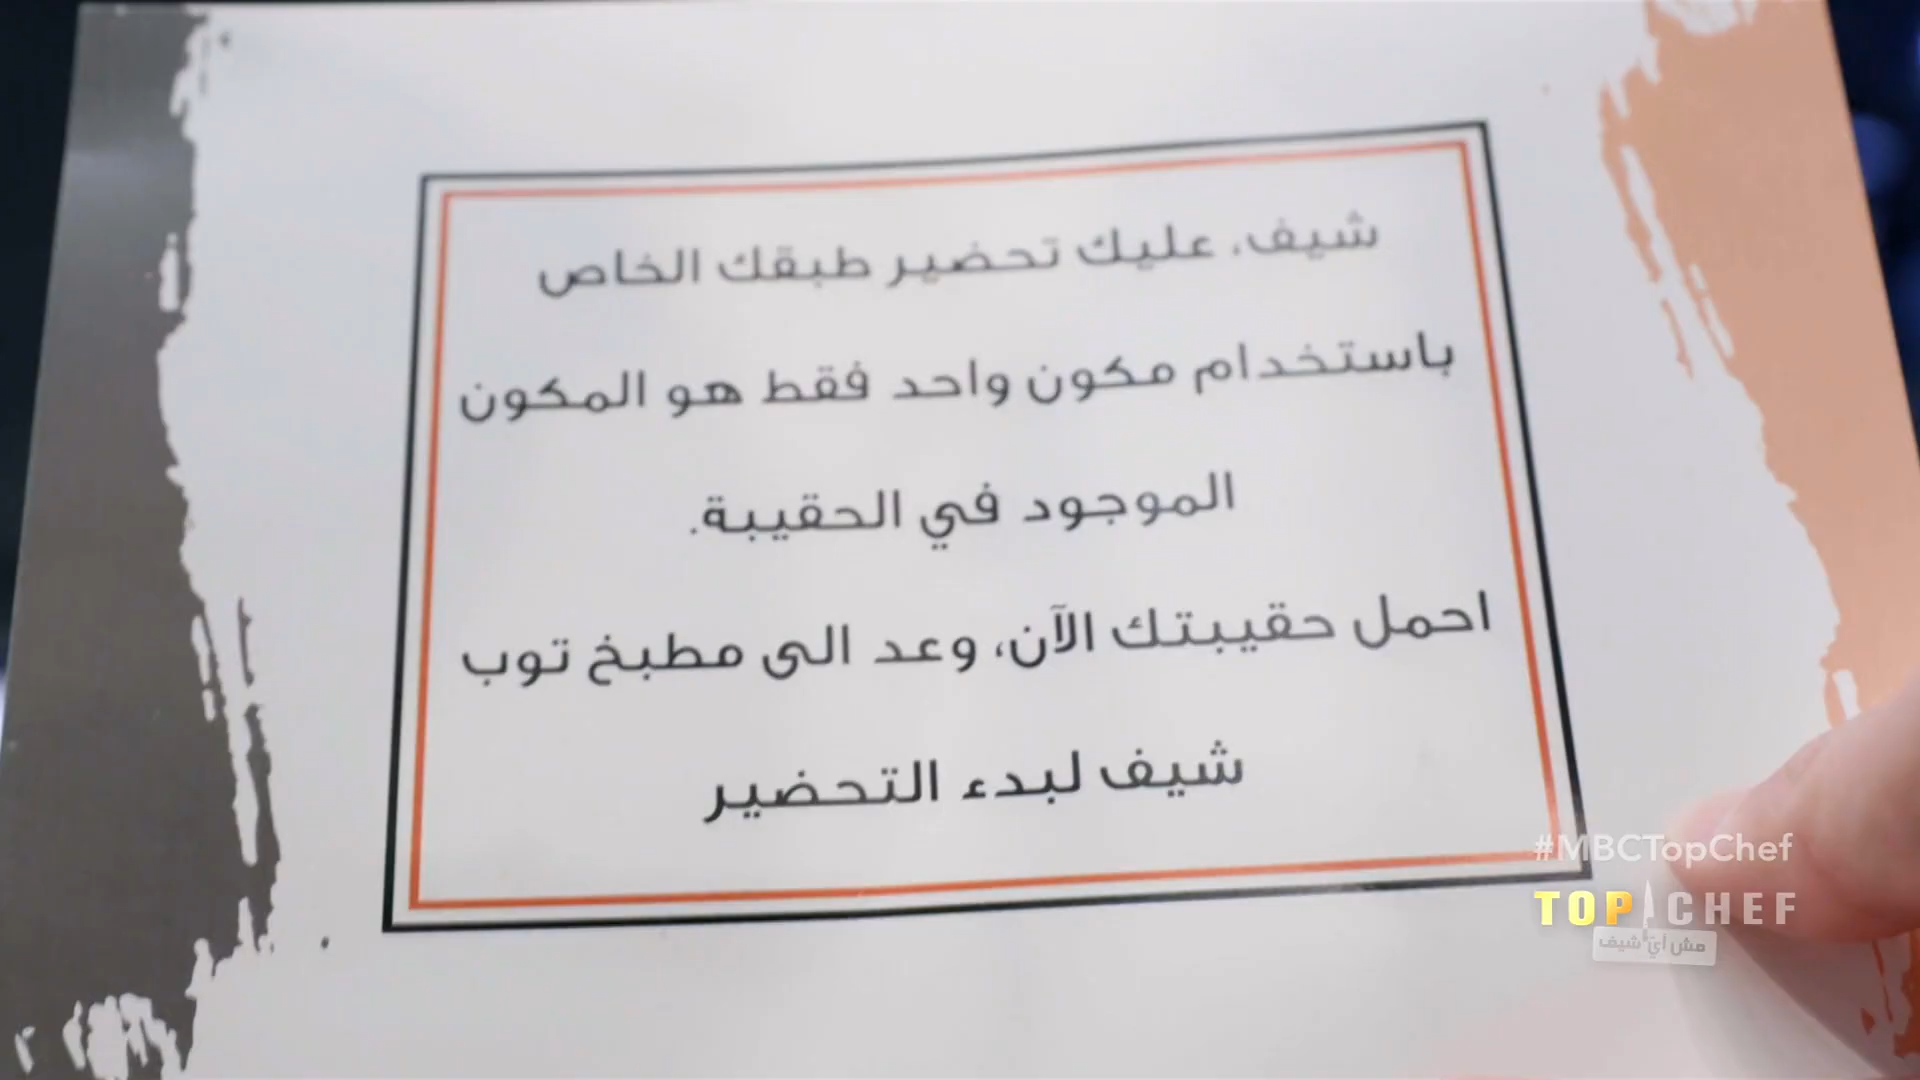 شيف، عليك تحضير طبقك الخاص
باستخدام مكون واحد فقط هو المكون
الموجود في الحقيبة.
احمل حقيبتك الآن، وعد الى مطبخ توب
شيف لبدء التحضير
#MBCTopChef
TOP CHEF
مش أيّ شيف